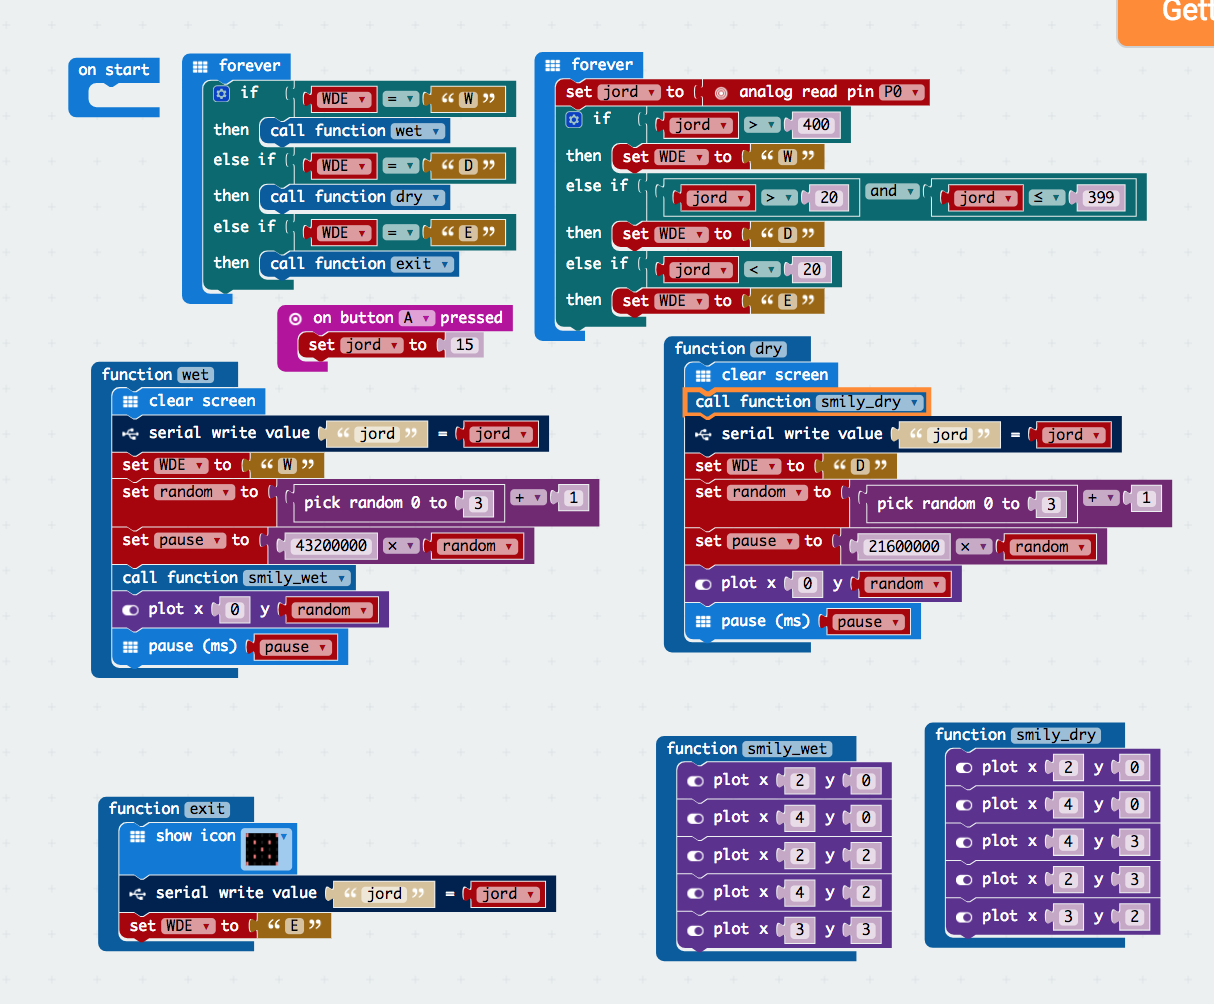 Gett
on start
forever
if WDE = “ W ”
then call function wet
else if WDE = “ D ”
then call function dry
else if WDE = “ E ”
then call function exit
forever
set jord to analog read pin P0
if jord > 400
then set WDE to “ W ”
else if jord > 20 and jord ≤ 399
then set WDE to “ D ”
else if jord < 20
then set WDE to “ E ”
on button A pressed
set jord to 15
function wet
clear screen
serial write value “ jord ” = jord
set WDE to “ W ”
set random to pick random 0 to 3 + 1
set pause to 43200000 × random
call function smily_wet
plot x 0 y random
pause (ms) pause
function dry
clear screen
call function smily_dry
serial write value “ jord ” = jord
set WDE to “ D ”
set random to pick random 0 to 3 + 1
set pause to 21600000 × random
plot x 0 y random
pause (ms) pause
function exit
show icon
serial write value “ jord ” = jord
set WDE to “ E ”
function smily_wet
plot x 2 y 0
plot x 4 y 0
plot x 2 y 2
plot x 4 y 2
plot x 3 y 3
function smily_dry
plot x 2 y 0
plot x 4 y 0
plot x 4 y 3
plot x 2 y 3
plot x 3 y 2